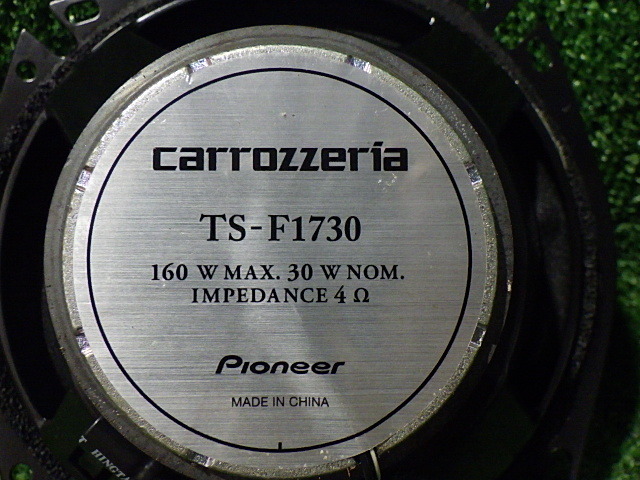 carrozzeria
TS-F1730
160 W MAX. 30 W NOM.
IMPEDANCE 4 Ω
Pioneer
MADE IN CHINA